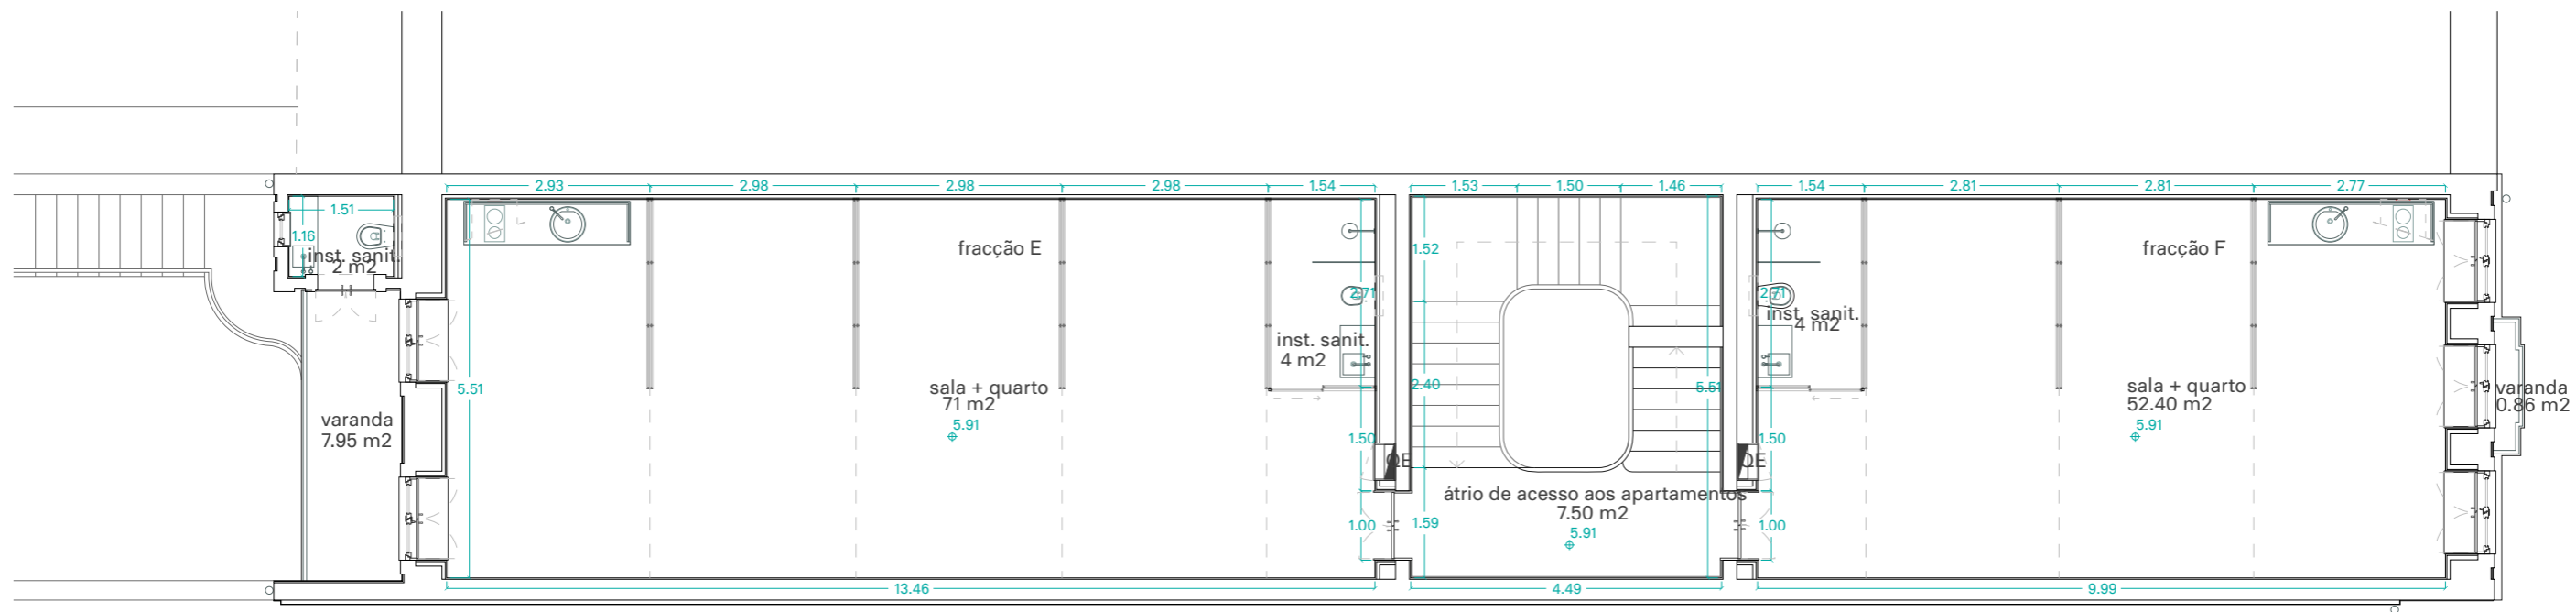 2.93
2.98
2.98
2.98
1.54
1.53
1.50
1.46
1.54
2.81
2.81
2.77
1.51
1.16
inst. sanit.
2 m2
fracção E
1.52
fracção F
2.71
2.71
inst. sanit.
4 m2
inst. sanit.
4 m2
5.51
sala + quarto
71 m2
5.91
2.40
5.51
sala + quarto
52.40 m2
5.91
varanda
0.86 m2
varanda
7.95 m2
1.50
QE
1.50
QE
átrio de acesso aos apartamentos
7.50 m2
5.91
1.00
1.59
1.00
13.46
4.49
9.99